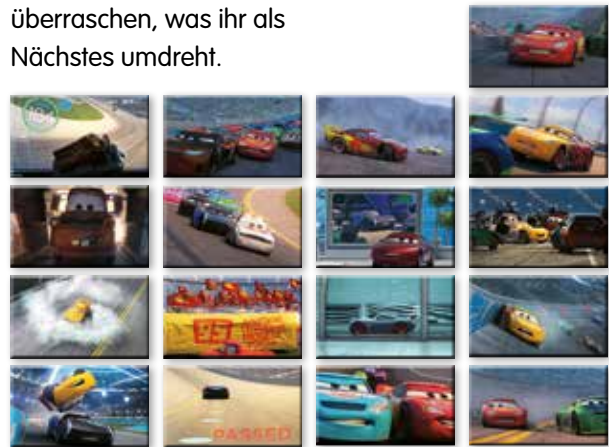 überraschen, was ihr als
Nächstes umdreht.
PASSED